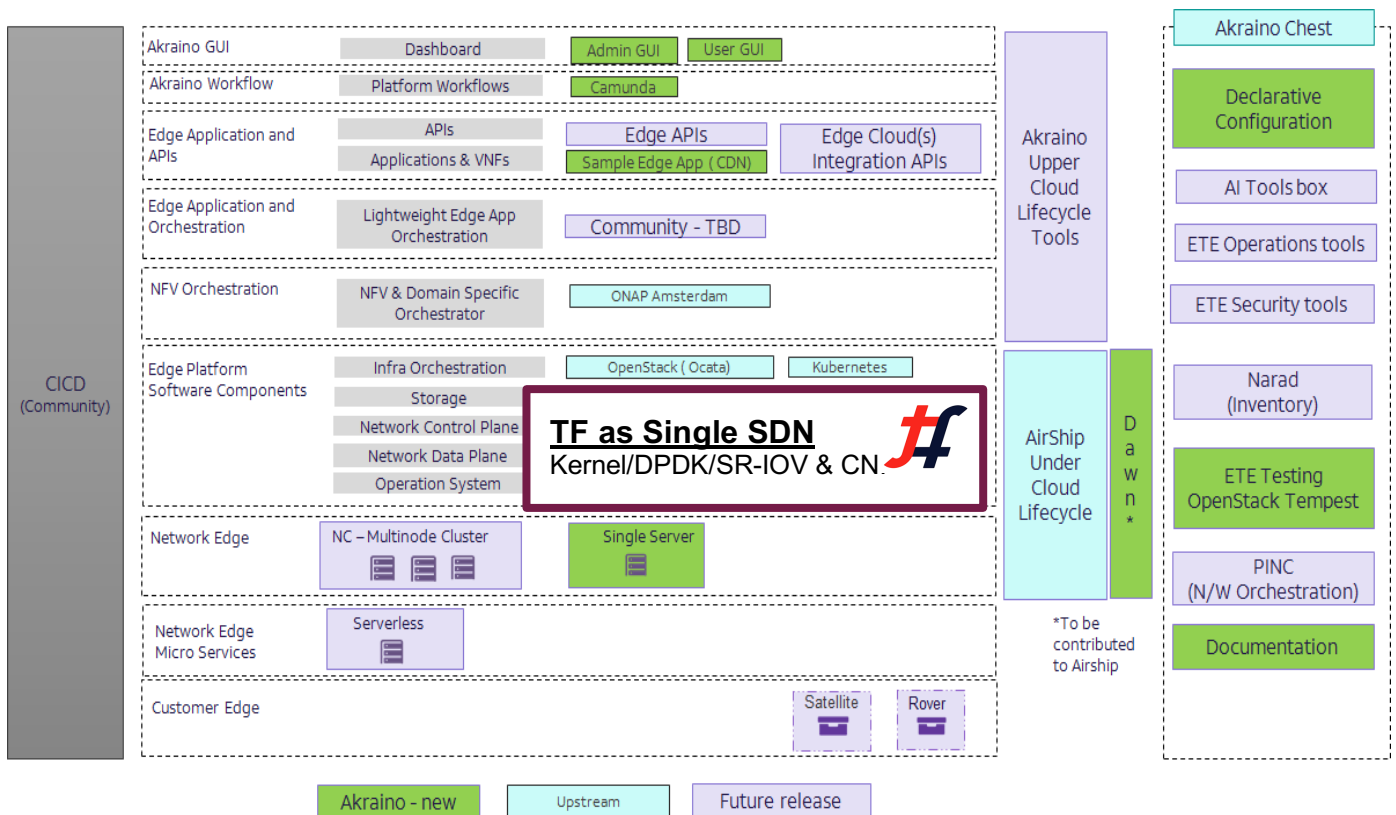 CICD
(Community)
Akraino GUI
Dashboard
Admin GUI
User GUI
Akraino Workflow
Platform Workflows
Camunda
Edge Application and
APIs
APIs
Applications & VNFs
Edge APIs
Sample Edge App ( CDN)
Edge Cloud(s)
Integration APIs
Edge Application and
Orchestration
Lightweight Edge App
Orchestration
Community - TBD
NFV Orchestration
NFV & Domain Specific
Orchestrator
ONAP Amsterdam
Edge Platform
Software Components
Infra Orchestration
Storage
Network Control Plane
Network Data Plane
Operation System
OpenStack ( Ocata)
Kubernetes
TF as Single SDN
Kernel/DPDK/SR-IOV & CN
Network Edge
NC – Multinode Cluster
Single Server
Network Edge
Micro Services
Serverless
Customer Edge
Satellite
Rover
Akraino
Upper
Cloud
Lifecycle
Tools
AirShip
Under
Cloud
Lifecycle
D
a
w
n
*
*To be
contributed
to Airship
Akraino Chest
Declarative
Configuration
AI Tools box
ETE Operations tools
ETE Security tools
Narad
(Inventory)
ETE Testing
OpenStack Tempest
PINC
(N/W Orchestration)
Documentation
Akraino - new
Upstream
Future release